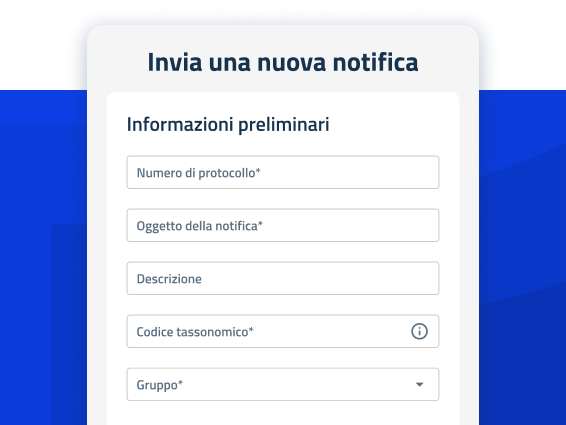 Invia una nuova notifica
Informazioni preliminari
Numero di protocollo*
Oggetto della notifica*
Descrizione
Codice tassonomico*
Gruppo*